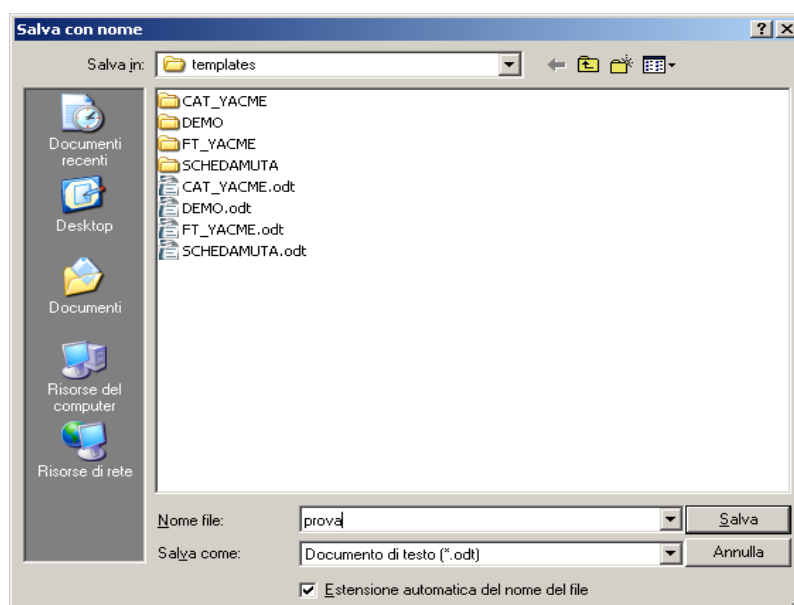 Salva con nome
Salva in: templates
Documenti recenti
Desktop
Documenti
Risorse del computer
Risorse di rete
CAT_YACME
DEMO
FT_YACME
SCHEDAMUTA
CAT_YACME.odt
DEMO.odt
FT_YACME.odt
SCHEDAMUTA.odt
Nome file: prova Salva
Salva come: Documento di testo (*.odt) Annulla
Estensione automatica del nome del file